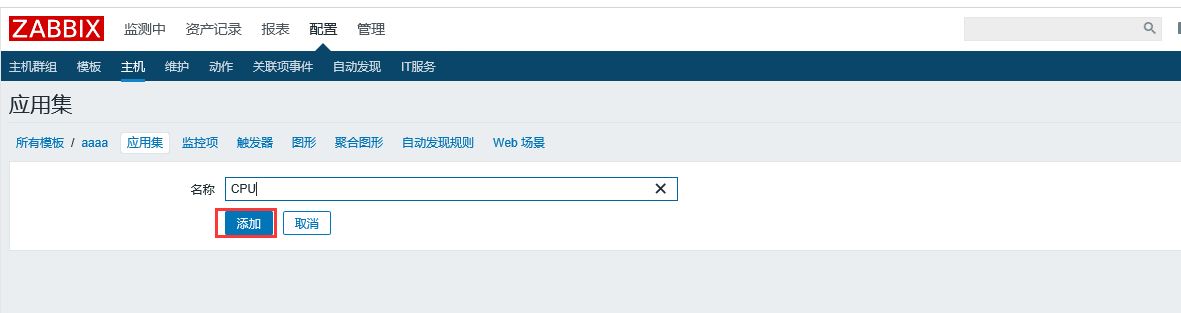 ZABBIX 监测中 资产记录 报表 配置 管理
主机群组 模板 主机 维护 动作 关联项事件 自动发现 IT服务
应用集
所有模板 / aaaa 应用集 监控项 触发器 图形 聚合图形 自动发现规则 Web 场景
名称 CPU
添加 取消